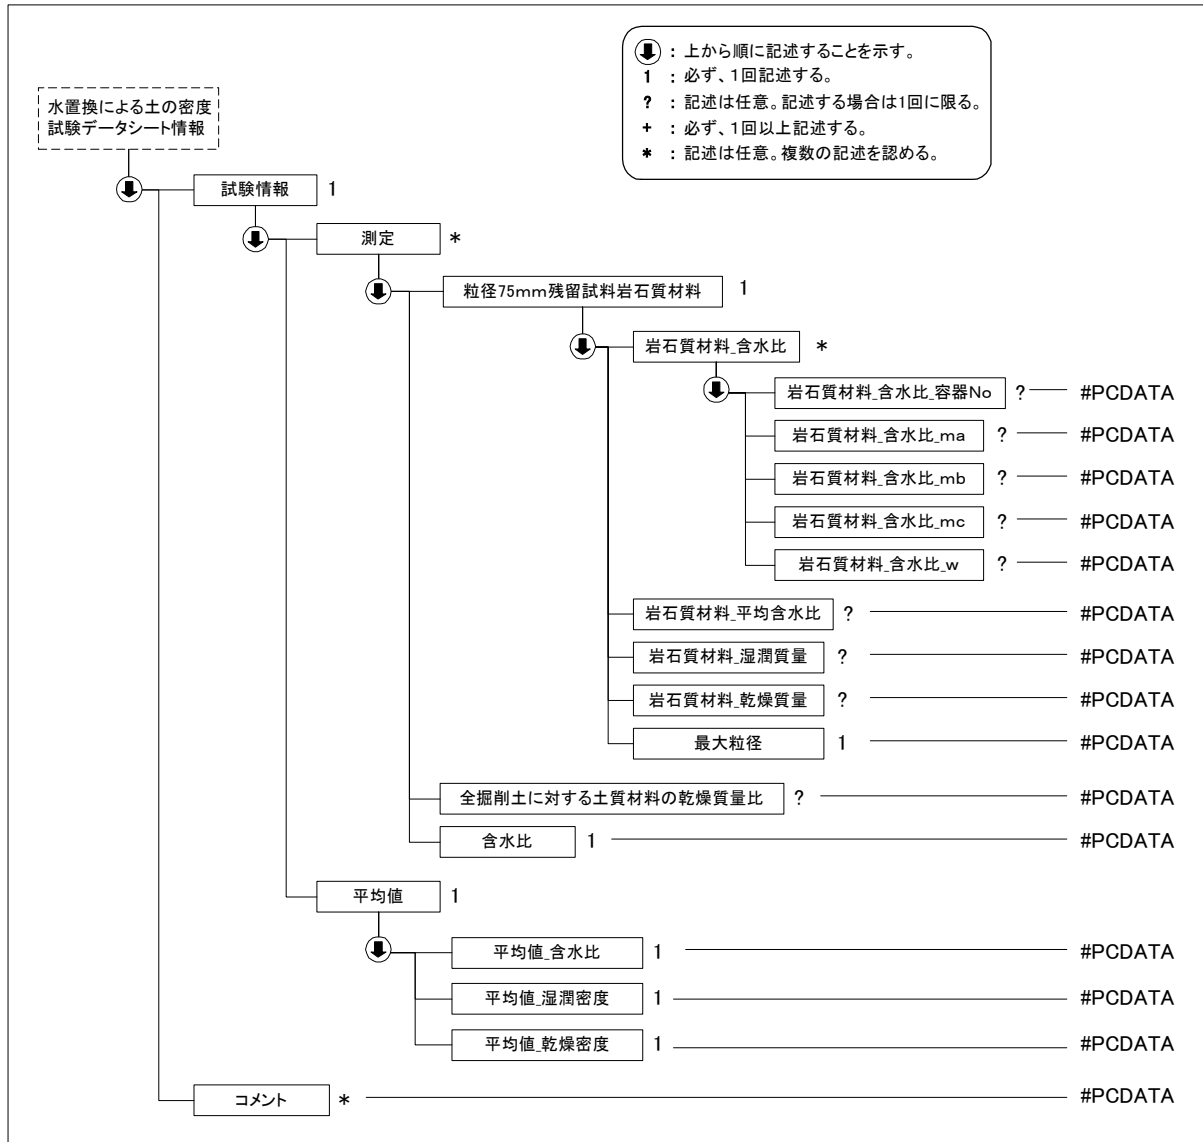 : 上から順に記述することを示す。
1 : 必ず、1回記述する。
? : 記述は任意。記述する場合は1回に限る。
+ : 必ず、1回以上記述する。
* : 記述は任意。複数の記述を認める。
水置換による土の密度
試験データシート情報
試験情報 1
測定 *
粒径75mm残留試料岩石質材料 1
岩石質材料_含水比 *
岩石質材料_含水比_容器No ? #PCDATA
岩石質材料_含水比_ma ? #PCDATA
岩石質材料_含水比_mb ? #PCDATA
岩石質材料_含水比_mc ? #PCDATA
岩石質材料_含水比_w ? #PCDATA
岩石質材料_平均含水比 ? #PCDATA
岩石質材料_湿潤質量 ? #PCDATA
岩石質材料_乾燥質量 ? #PCDATA
最大粒径 1 #PCDATA
全掘削土に対する土質材料の乾燥質量比 ? #PCDATA
含水比 1 #PCDATA
平均値 1
平均値_含水比 1 #PCDATA
平均値_湿潤密度 1 #PCDATA
平均値_乾燥密度 1 #PCDATA
コメント * #PCDATA